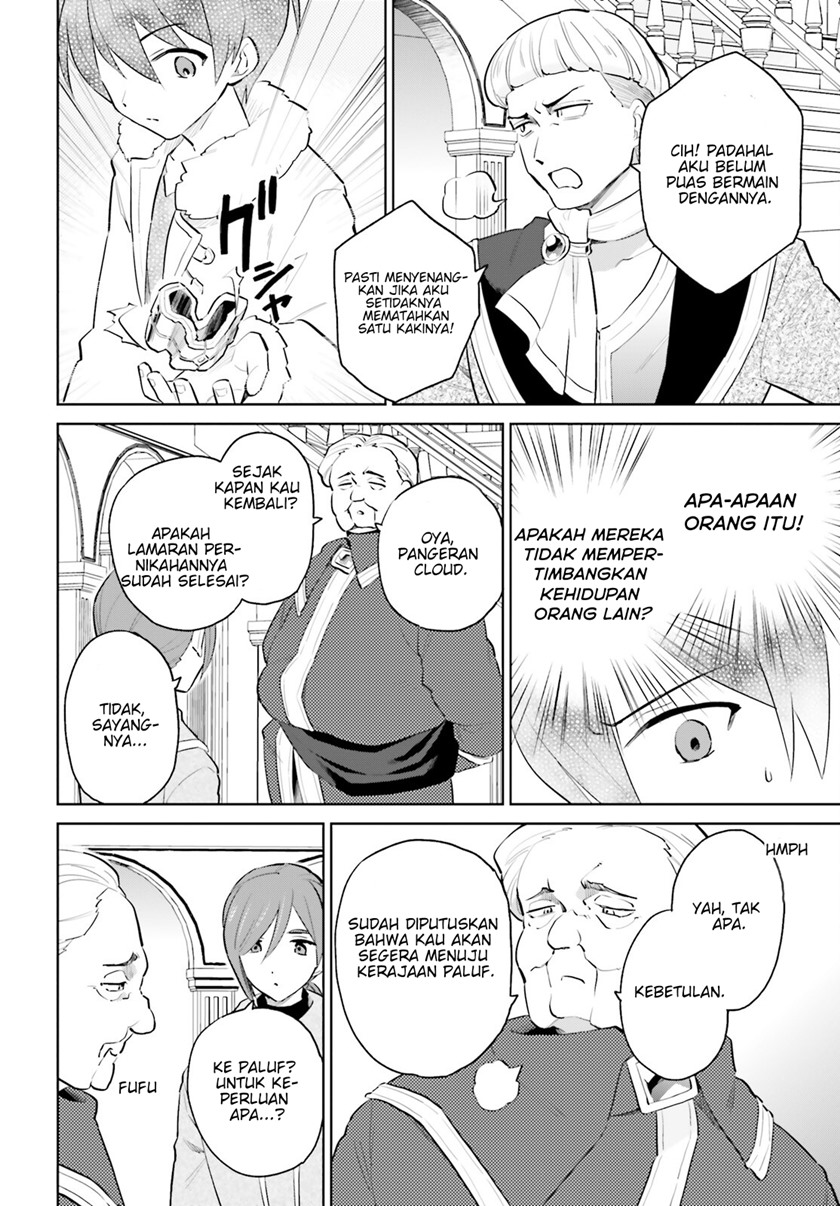 CIH! PADAHAL
AKU BELUM
PUAS BERMAIN
DENGANNYA.
PASTI MENYENANG-
KAN JIKA AKU
SETIDAKNYA
MEMATAHKAN
SATU KAKINYA!
グシャ
APA-APAAN
ORANG ITU!
APAKAH MEREKA
TIDAK MEMPER-
TIMBANGKAN
KEHIDUPAN
ORANG LAIN?
OYA,
PANGERAN
CLOUD.
SEJAK
KAPAN KAU
KEMBALI?
APAKAH
LAMARAN PER-
NIKAHANNYA
SUDAH SELESAI?
TIDAK,
SAYANG-
NYA...
HMPH
YAH, TAK
APA.
KEBETULAN.
SUDAH DIPUTUSKAN
BAHWA KAU AKAN
SEGERA MENUJU
KERAJAAN PALUF.
KE PALUF?
UNTUK KE-
PERLUAN
APA...?
FUFU